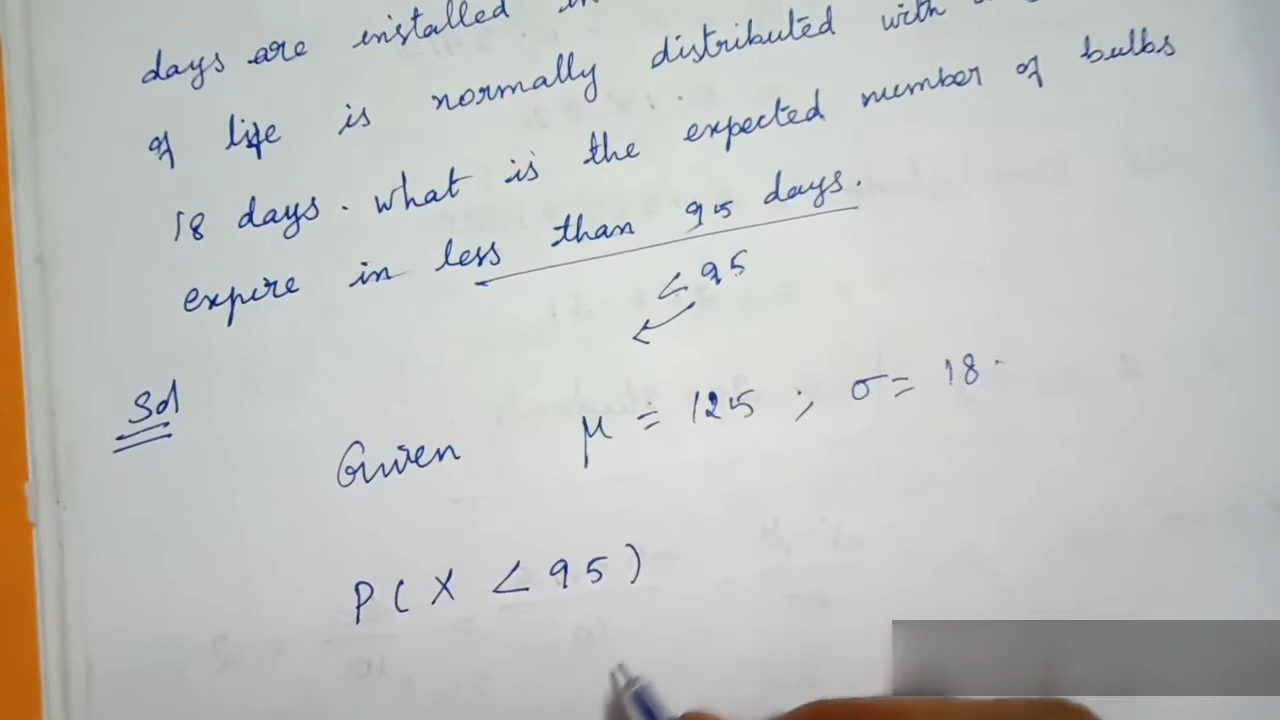 days are installed
of life is normally distributed with
18 days. what is the expected number of bulbs
expire in less than 95 days.
< 95
Sol
Given μ = 125 ; σ = 18.
P( X < 95 )